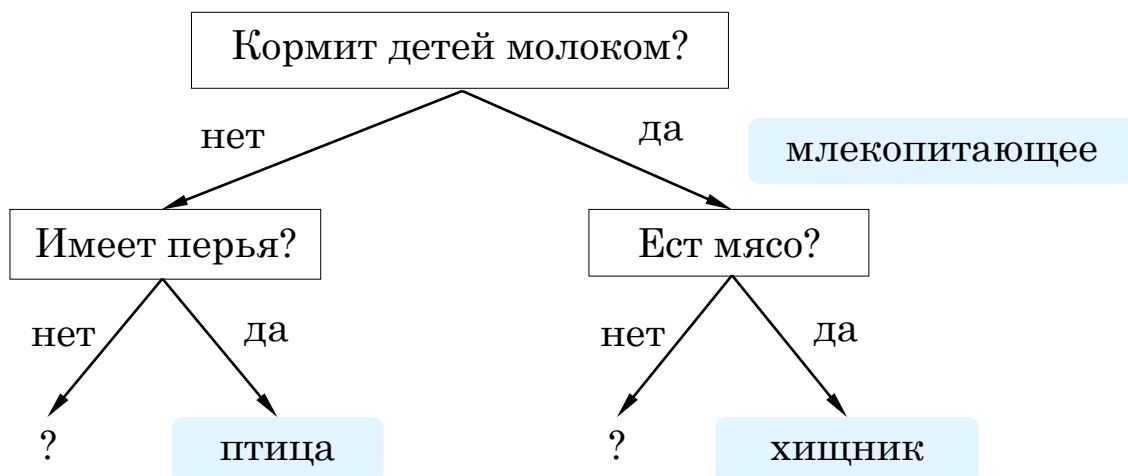 Кормит детей молоком?
нет
да
млекопитающее
Имеет перья?
Ест мясо?
нет
да
нет
да
?
птица
?
хищник